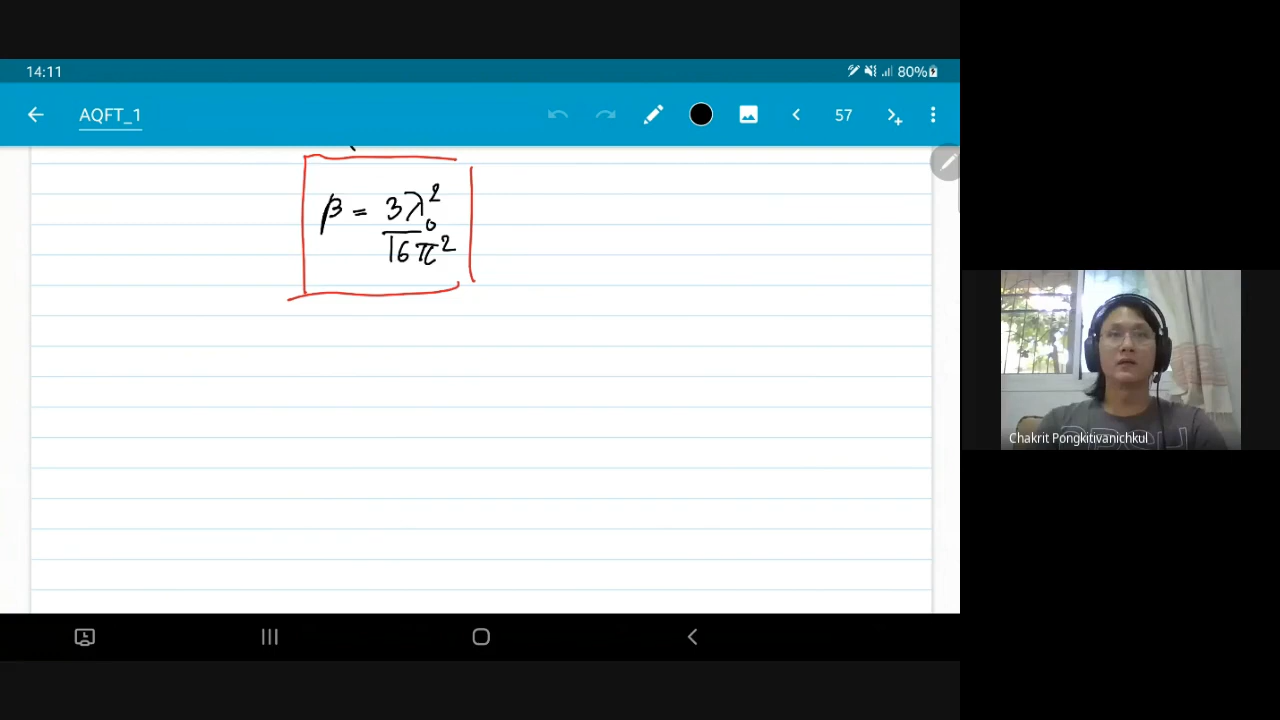 14:11
80%
AQFT_1
57
β = 3λ₀²
16π²
Chakrit Pongkitivanichkul